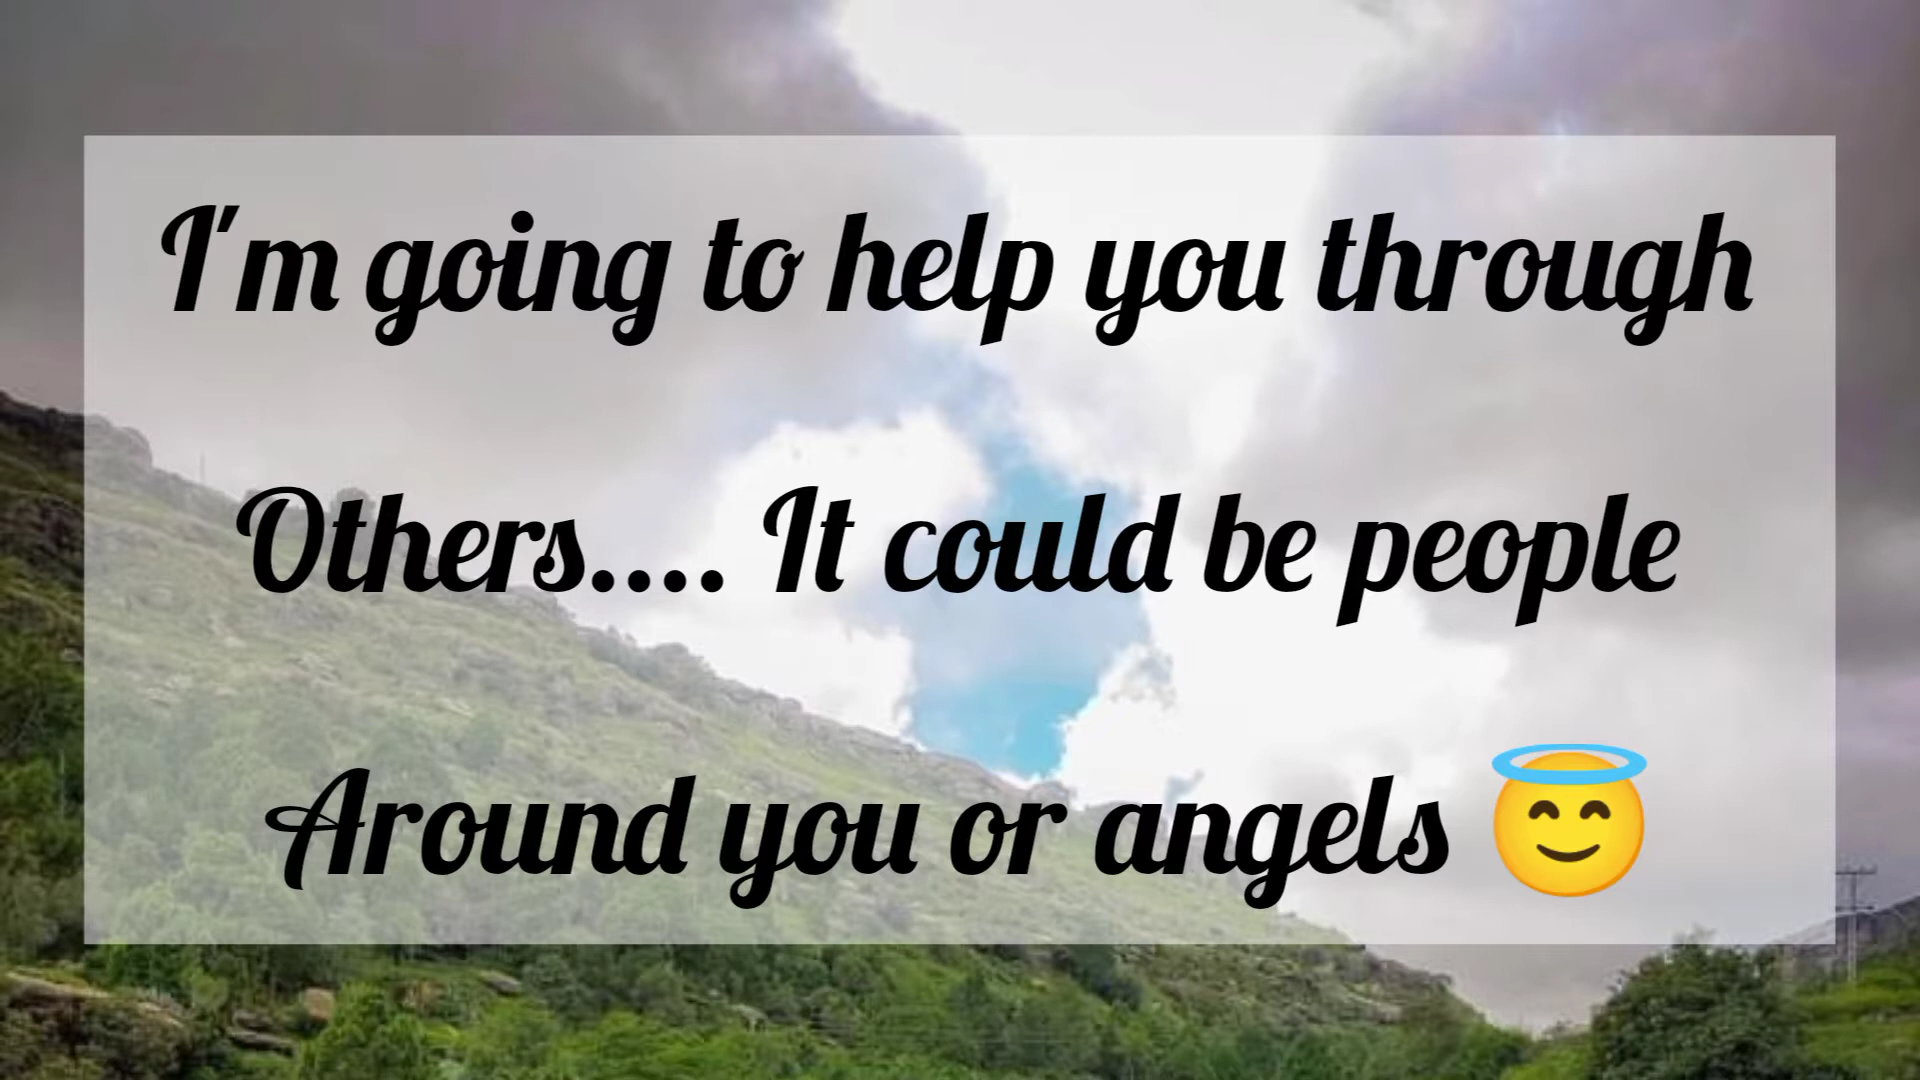 I'm going to help you through
Others.... It could be people
Around you or angels 😇